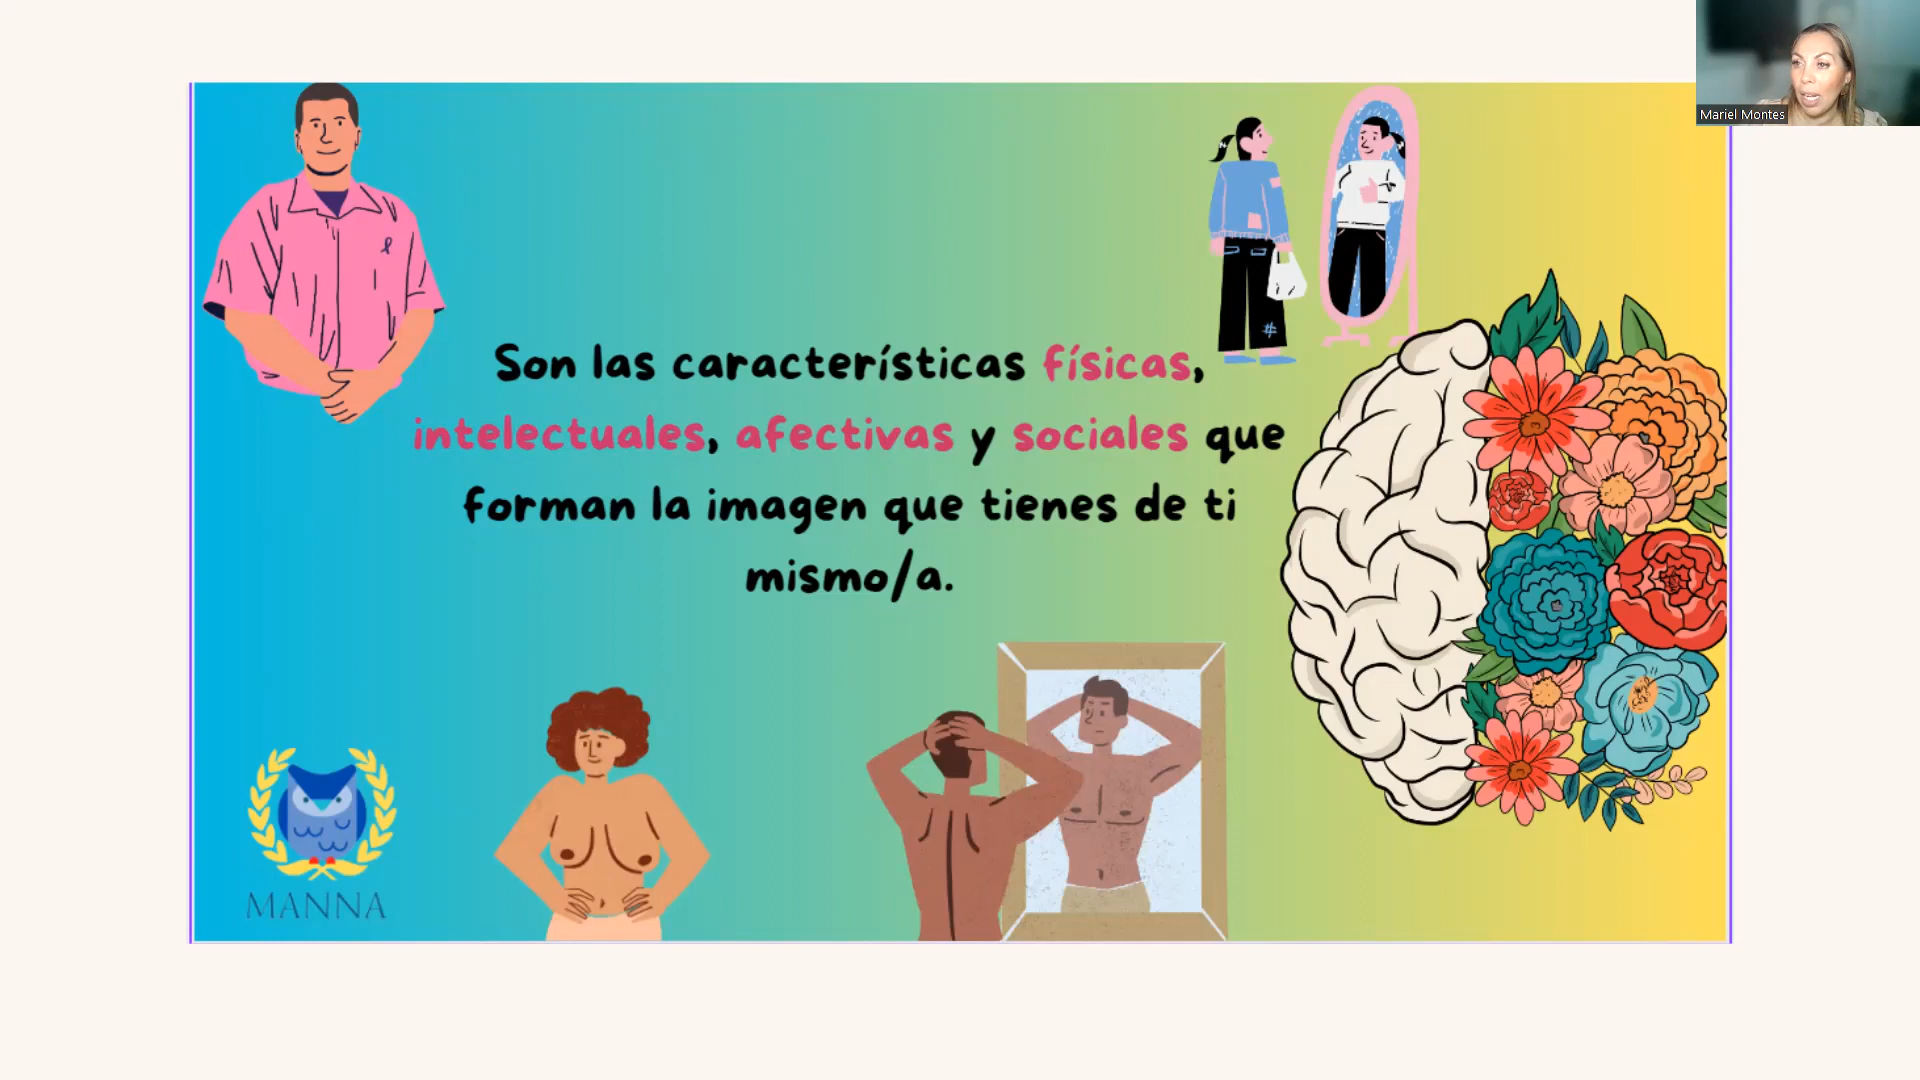 Mariel Montes
Son las características físicas,
intelectuales, afectivas y sociales que
forman la imagen que tienes de ti
mismo/a.
MANNA